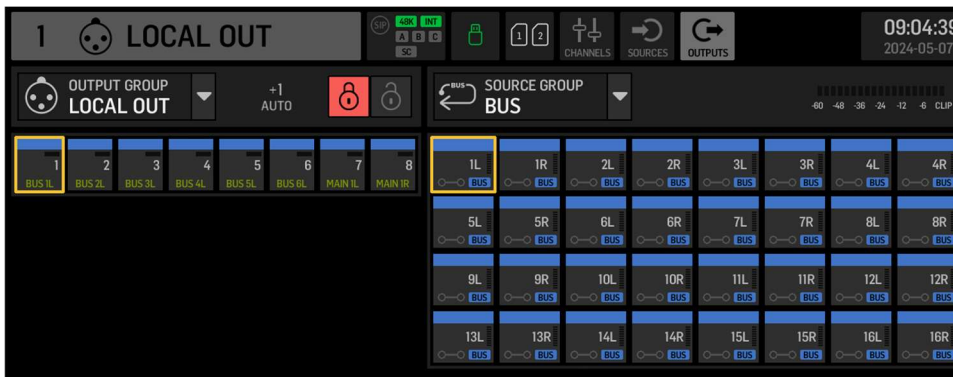 1 LOCAL OUT
SIP 48K INT
A B C
SC
1 2
CHANNELS
SOURCES
OUTPUTS
09:04:39
2024-05-07
OUTPUT GROUP
LOCAL OUT
+1
AUTO
BUS
SOURCE GROUP
BUS
-60 -48 -36 -24 -12 -6 CLIP
1 2 3 4 5 6 7 8
BUS 1L BUS 2L BUS 3L BUS 4L BUS 5L BUS 6L MAIN 1L MAIN 1R
1L 1R 2L 2R 3L 3R 4L 4R
BUS BUS BUS BUS BUS BUS BUS BUS
5L 5R 6L 6R 7L 7R 8L 8R
BUS BUS BUS BUS BUS BUS BUS BUS
9L 9R 10L 10R 11L 11R 12L 12R
BUS BUS BUS BUS BUS BUS BUS BUS
13L 13R 14L 14R 15L 15R 16L 16R
BUS BUS BUS BUS BUS BUS BUS BUS